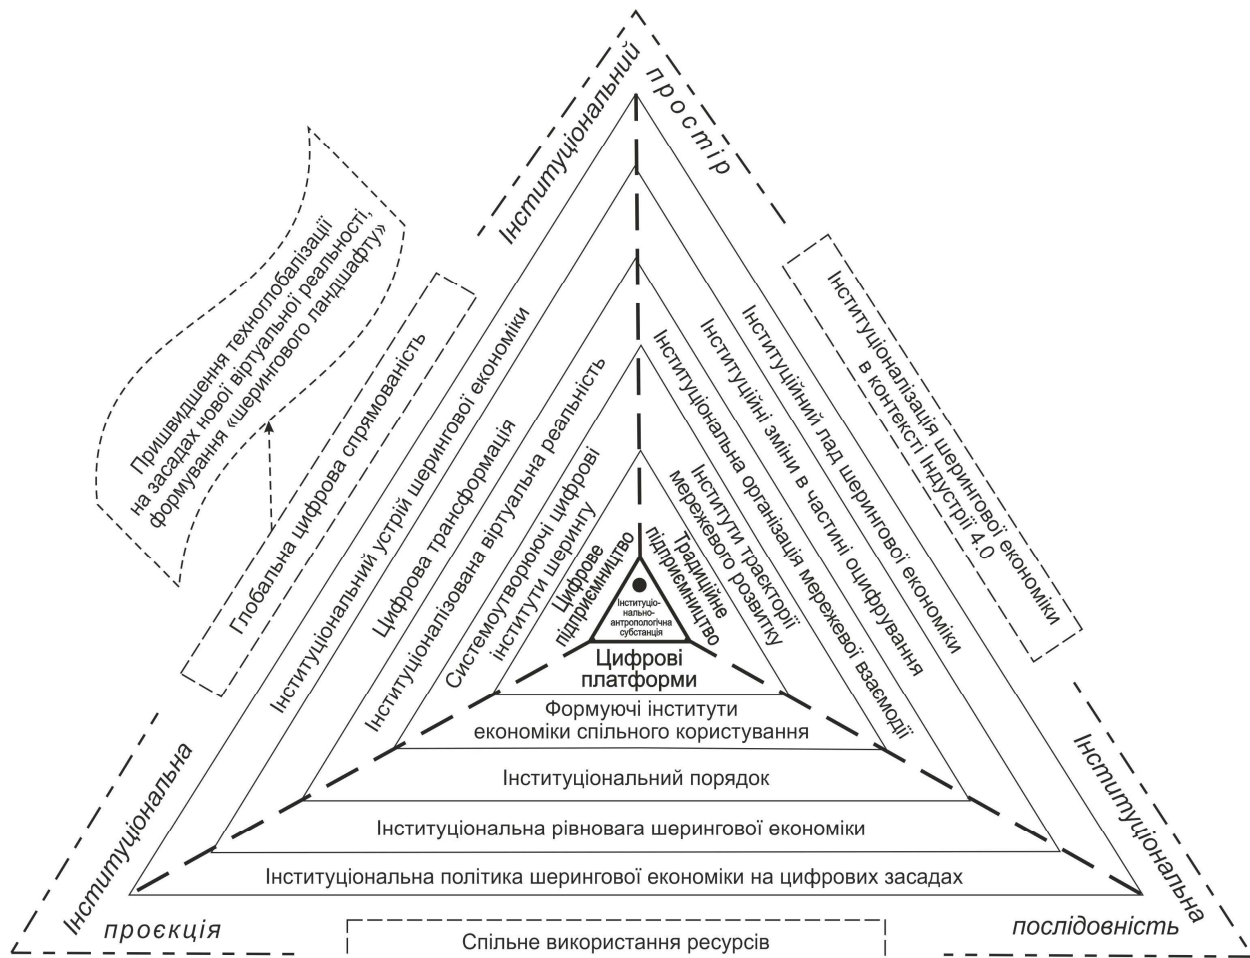 Інституціональний
простір
Пришвидшення техноглобалізації
на засадах нової віртуальної реальності,
формування «шерингового ландшафту»
Глобальна цифрова спрямованість
Інституціональний устрій шерингової економіки
Цифрова трансформація
Інституціоналізована віртуальна реальність
Системоутворюючі цифрові
інститути шерингу
Цифрове
підприємництво
Інституціо-
нально-
антропологічна
субстанція
Традиційне
підприємництво
Інститути траєкторії
мережевого розвитку
Інституціональна організація мережевої взаємодії
Інституційні зміни в частині оцифрування
Інституційний лад шерингової економіки
Інституціоналізація шерингової економіки
в контексті Індустрії 4.0
Цифрові
платформи
Формуючі інститути
економіки спільного користування
Інституціональний порядок
Інституціональна рівновага шерингової економіки
Інституціональна політика шерингової економіки на цифрових засадах
Інституціональна
проєкція
Інституціональна
послідовність
Спільне використання ресурсів